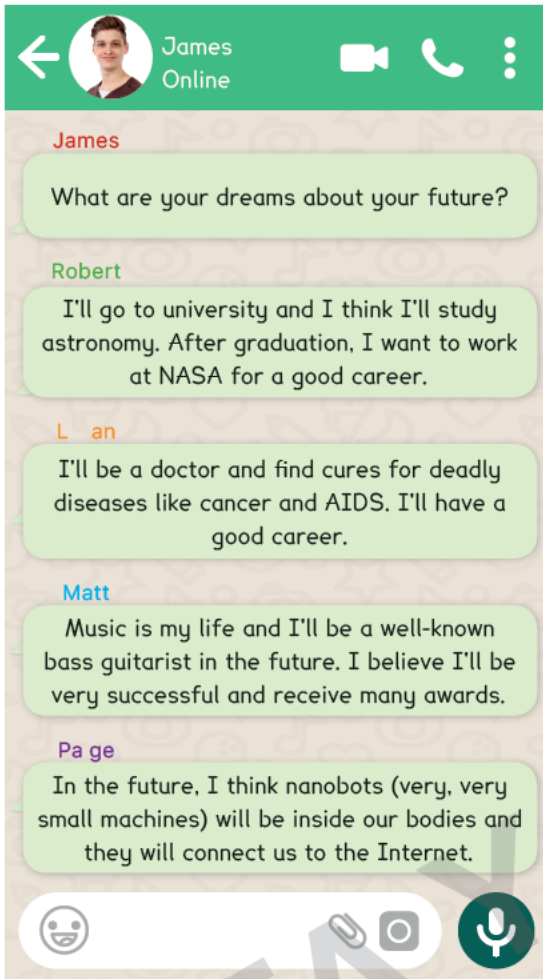 James
Online
James
What are your dreams about your future?
Robert
I'll go to university and I think I'll study
astronomy. After graduation, I want to work
at NASA for a good career.
L an
I'll be a doctor and find cures for deadly
diseases like cancer and AIDS. I'll have a
good career.
Matt
Music is my life and I'll be a well-known
bass guitarist in the future. I believe I'll be
very successful and receive many awards.
Pa ge
In the future, I think nanobots (very, very
small machines) will be inside our bodies and
they will connect us to the Internet.